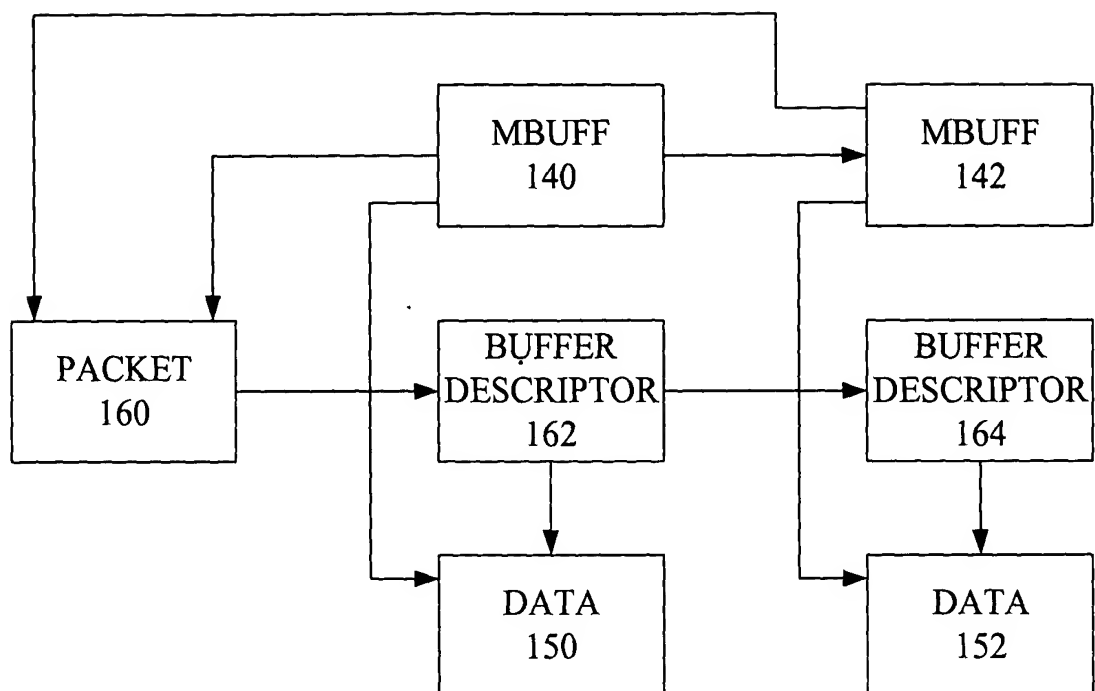 MBUFF
140
MBUFF
142
PACKET
160
BUFFER
DESCRIPTOR
162
BUFFER
DESCRIPTOR
164
DATA
150
DATA
152